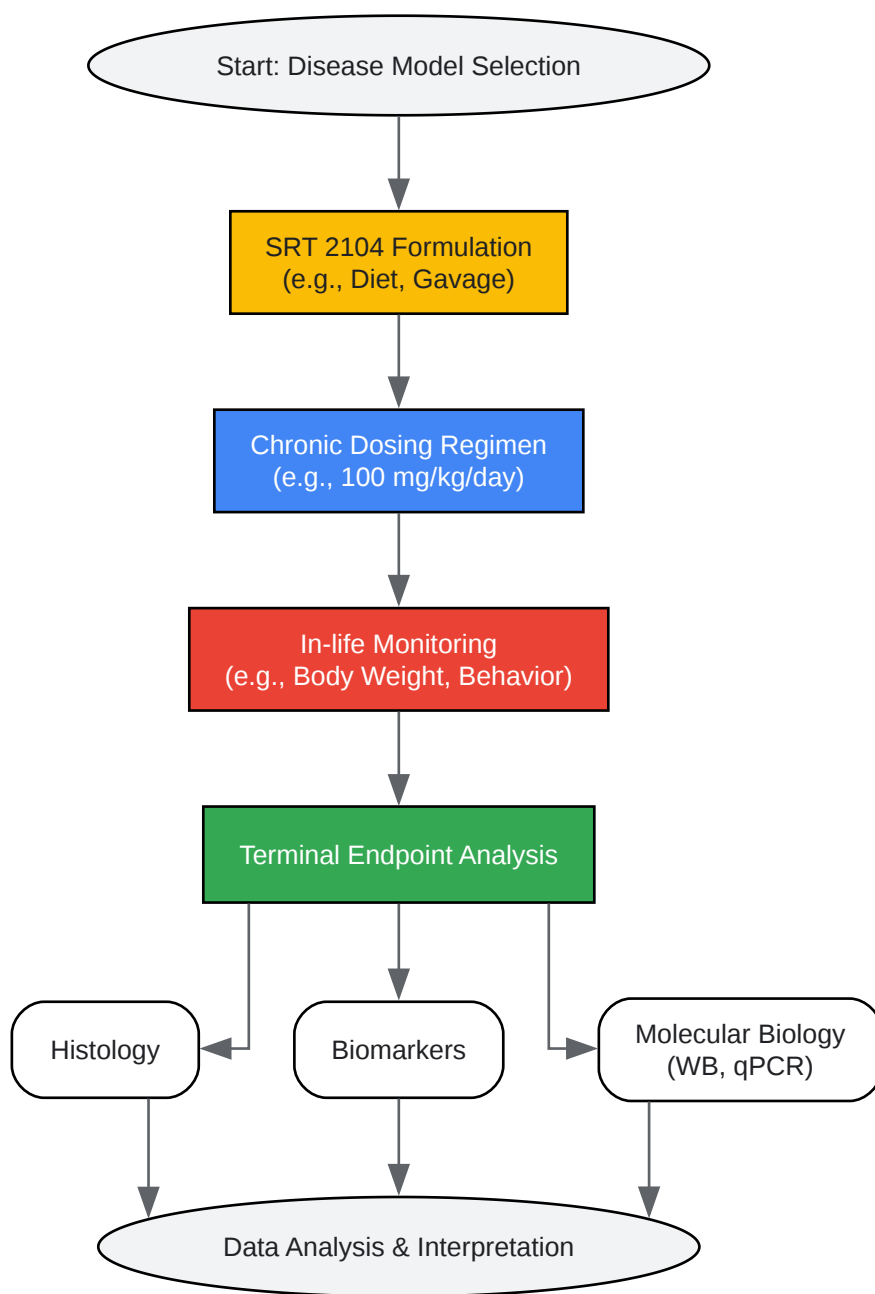 Start: Disease Model Selection
SRT 2104 Formulation
(e.g., Diet, Gavage)
Chronic Dosing Regimen
(e.g., 100 mg/kg/day)
In-life Monitoring
(e.g., Body Weight, Behavior)
Terminal Endpoint Analysis
Histology
Biomarkers
Molecular Biology
(WB, qPCR)
Data Analysis & Interpretation